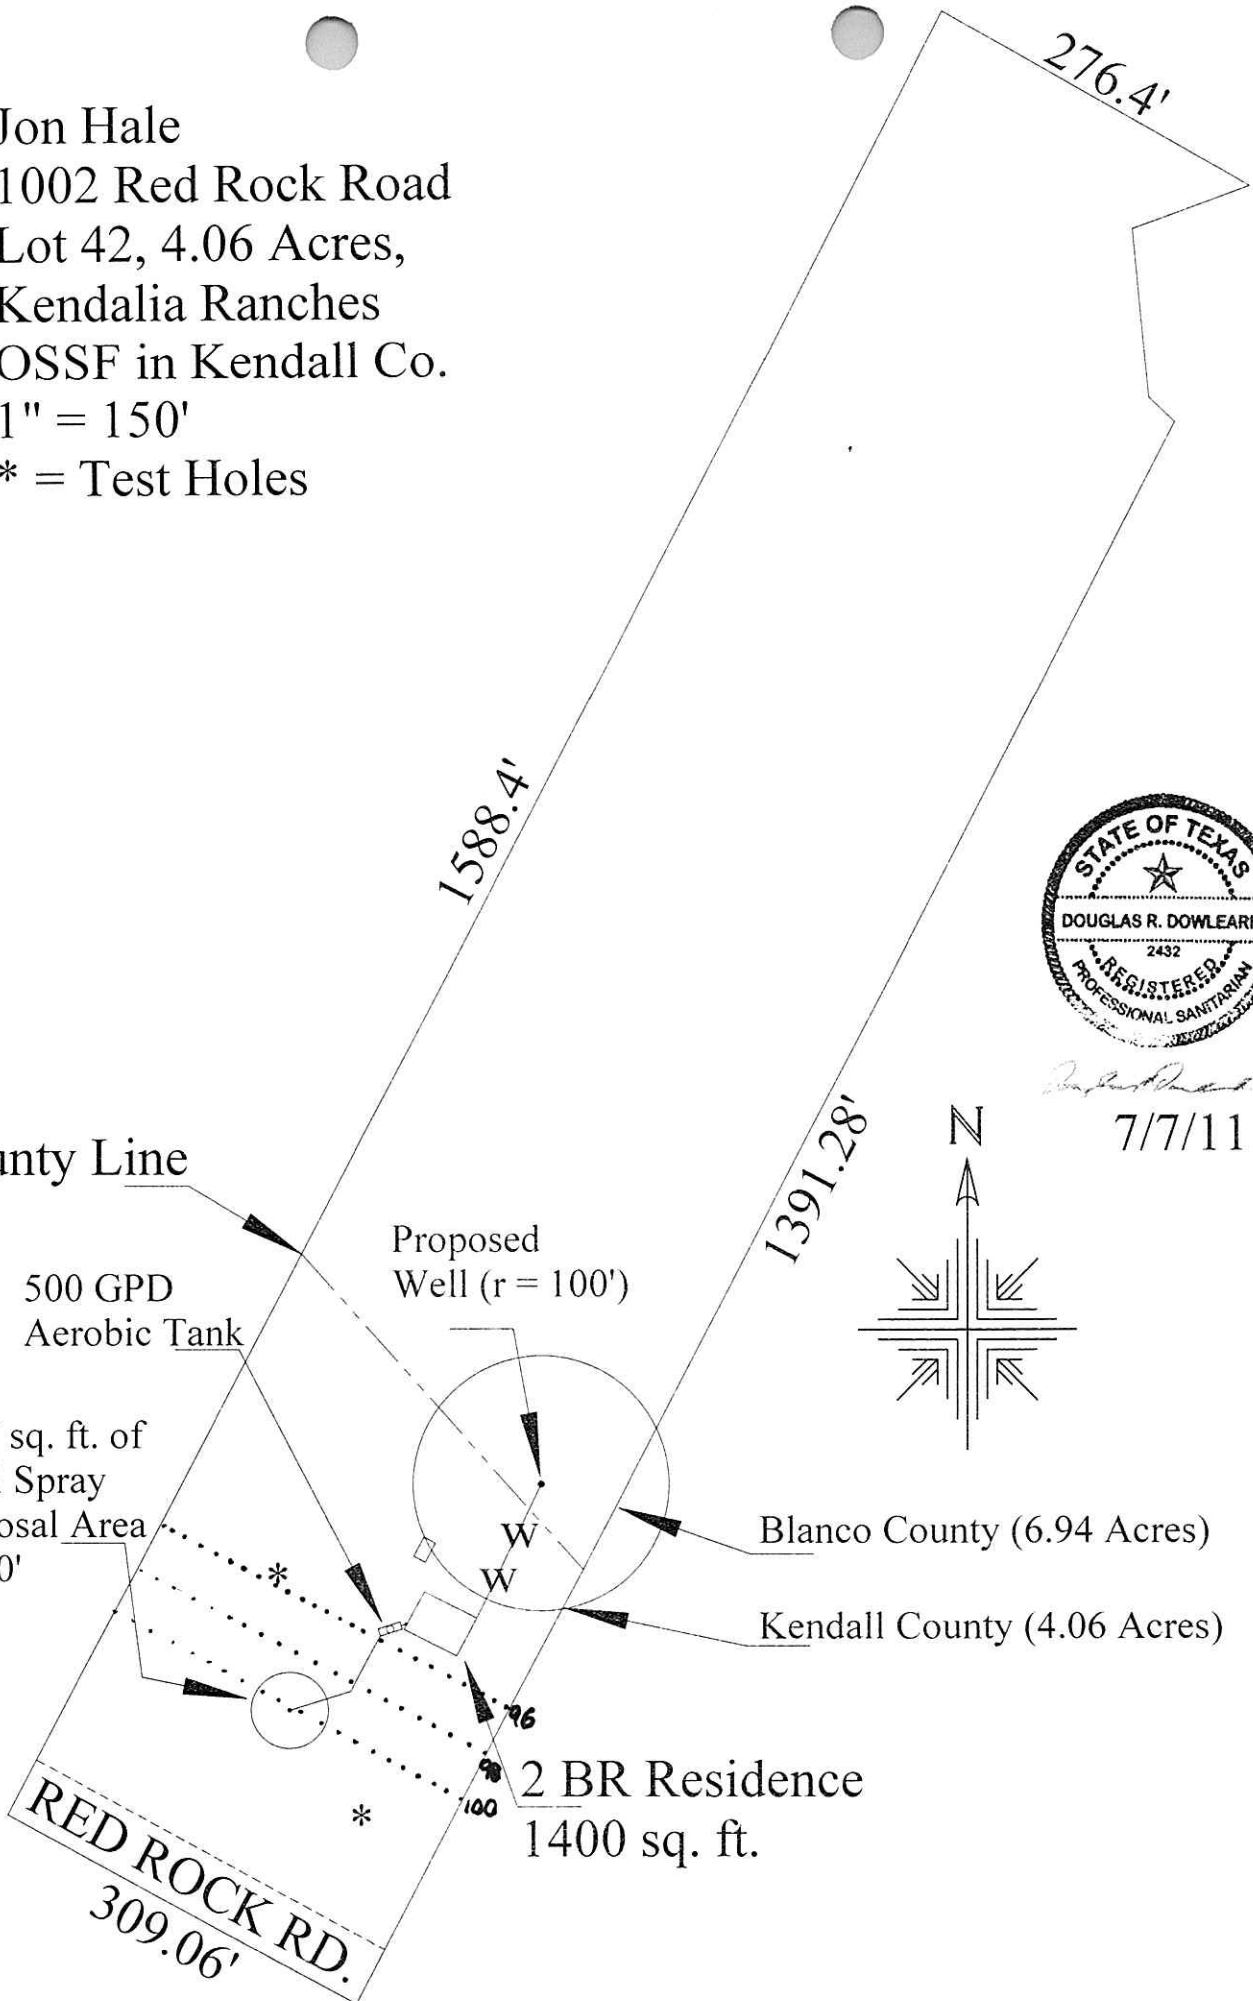 276.4'
Jon Hale
1002 Red Rock Road
Lot 42, 4.06 Acres,
Kendalia Ranches
OSSF in Kendall Co.
1" = 150'
* = Test Holes
1588.4'
STATE OF TEXAS
DOUGLAS R. DOWLEARN
2432
REGISTERED
PROFESSIONAL SANITARIAN
7/7/11
N
1391.28'
unty Line
Proposed
Well (r = 100')
500 GPD
Aerobic Tank
sq. ft. of
Spray
osal Area
0'
*
W
W
Blanco County (6.94 Acres)
Kendall County (4.06 Acres)
96
98
100
2 BR Residence
1400 sq. ft.
*
RED ROCK RD.
309.06'